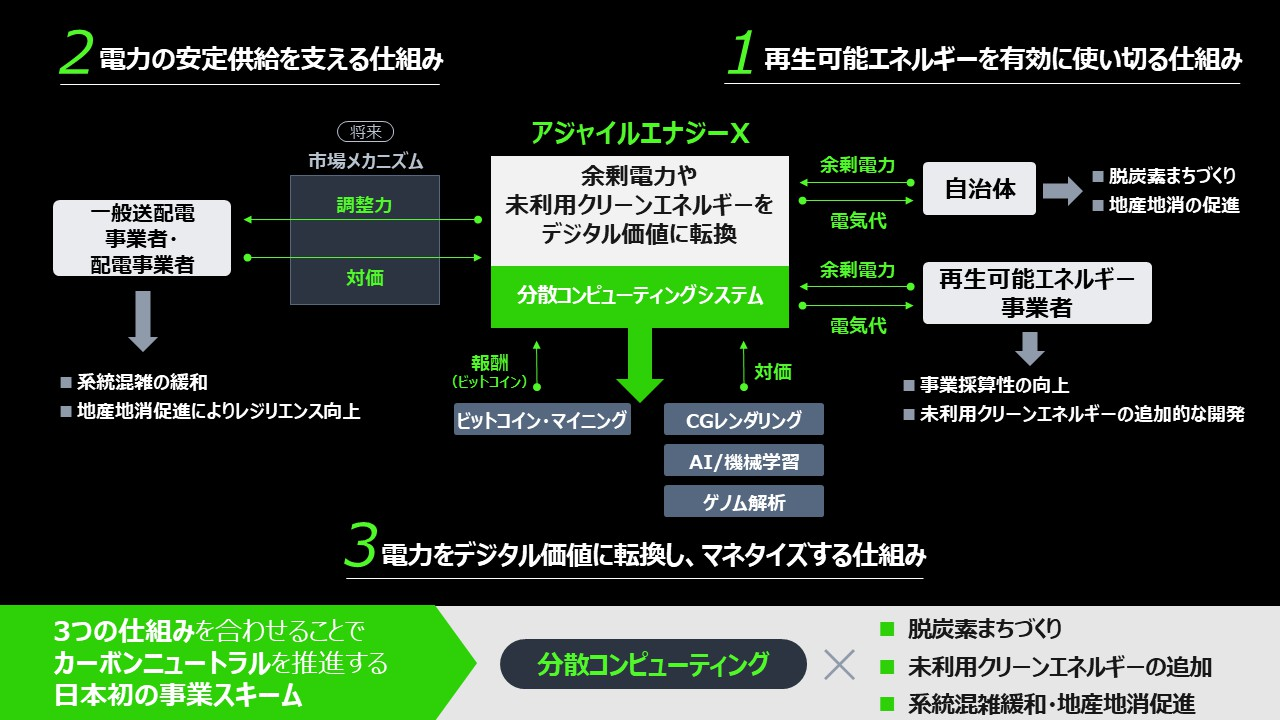 2 電力の安定供給を支える仕組み
1 再生可能エネルギーを有効に使い切る仕組み
将来
市場メカニズム
調整力
対価
一般送配電
事業者・
配電事業者
■ 系統混雑の緩和
■ 地産地消促進によりレジリエンス向上
アジャイルエナジーX
余剰電力や
未利用クリーンエネルギーを
デジタル価値に転換
分散コンピューティングシステム
余剰電力
電気代
自治体
■ 脱炭素まちづくり
■ 地産地消の促進
余剰電力
電気代
再生可能エネルギー
事業者
■ 事業採算性の向上
■ 未利用クリーンエネルギーの追加的な開発
報酬
（ビットコイン）
対価
ビットコイン・マイニング
CGレンダリング
AI/機械学習
ゲノム解析
3 電力をデジタル価値に転換し、マネタイズする仕組み
3つの仕組みを合わせることで
カーボンニュートラルを推進する
日本初の事業スキーム
分散コンピューティング
×
■ 脱炭素まちづくり
■ 未利用クリーンエネルギーの追加
■ 系統混雑緩和・地産地消促進